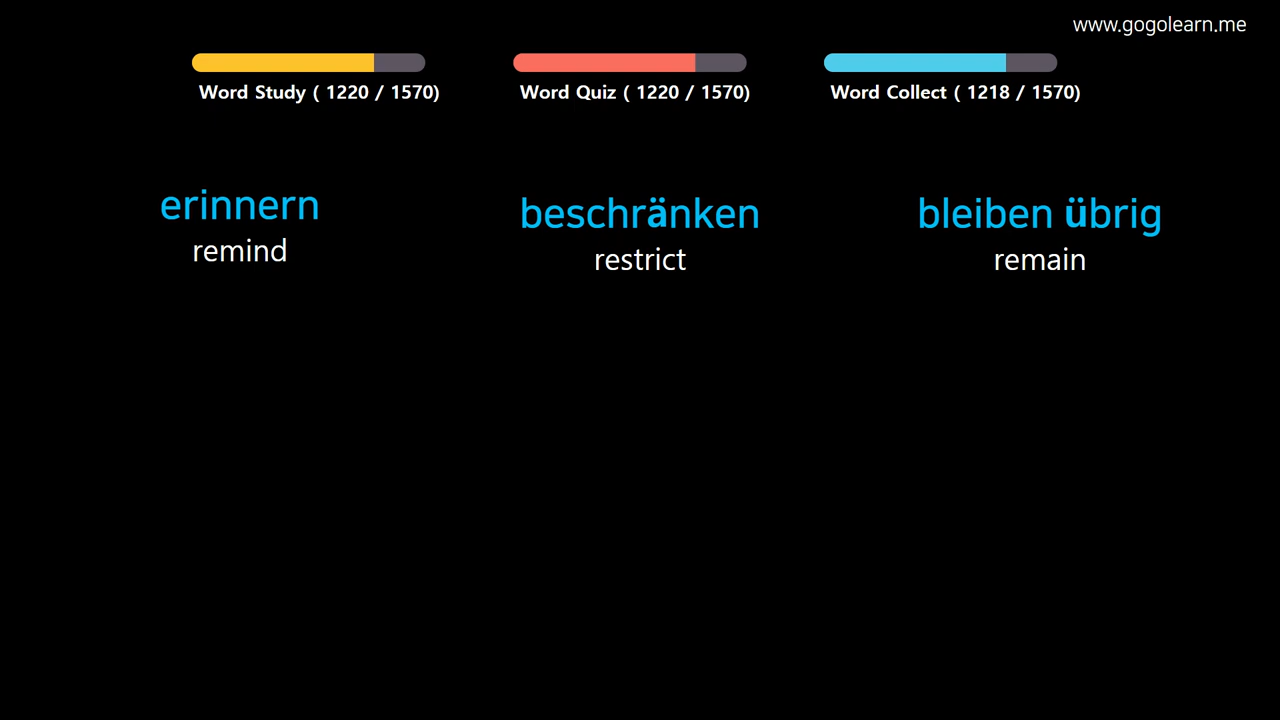 www.gogolearn.me
Word Study ( 1220 / 1570)
Word Quiz ( 1220 / 1570)
Word Collect ( 1218 / 1570)
erinnern
remind
beschränken
restrict
bleiben übrig
remain